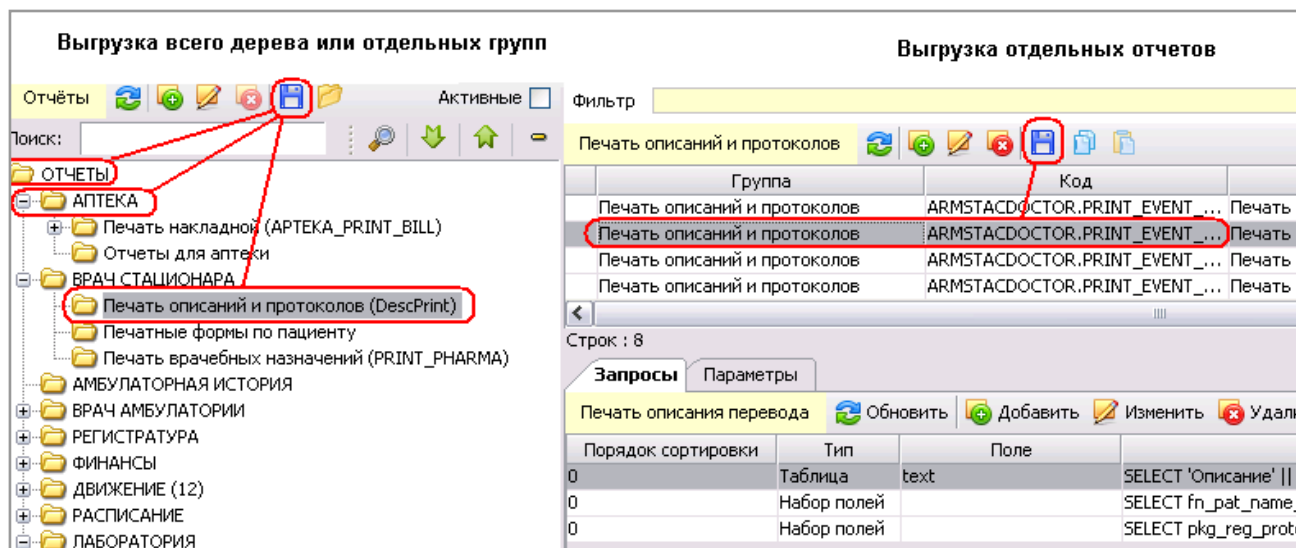 Выгрузка всего дерева или отдельных групп
Отчёты Активные
Поиск:
ОТЧЕТЫ
АПТЕКА
Печать накладной (APTEKA_PRINT_BILL)
Отчеты для аптеки
ВРАЧ СТАЦИОНАРА
Печать описаний и протоколов (DescPrint)
Печатные формы по пациенту
Печать врачебных назначений (PRINT_PHARMA)
АМБУЛАТОРНАЯ ИСТОРИЯ
ВРАЧ АМБУЛАТОРИИ
РЕГИСТРАТУРА
ФИНАНСЫ
ДВИЖЕНИЕ (12)
РАСПИСАНИЕ
ЛАБОРАТОРИЯ
Выгрузка отдельных отчетов
Фильтр
Печать описаний и протоколов
Группа Код
Печать описаний и протоколов ARMSTACDOCTOR.PRINT_EVENT_... Печать
Печать описаний и протоколов ARMSTACDOCTOR.PRINT_EVENT_... Печать
Печать описаний и протоколов ARMSTACDOCTOR.PRINT_EVENT_... Печать
Печать описаний и протоколов ARMSTACDOCTOR.PRINT_EVENT_... Печать
Строк : 8
Запросы Параметры
Печать описания перевода Обновить Добавить Изменить Удал
Порядок сортировки Тип Поле
0 Таблица text SELECT 'Описание' ||
0 Набор полей SELECT fn_pat_name_
0 Набор полей SELECT pkg_reg_prot